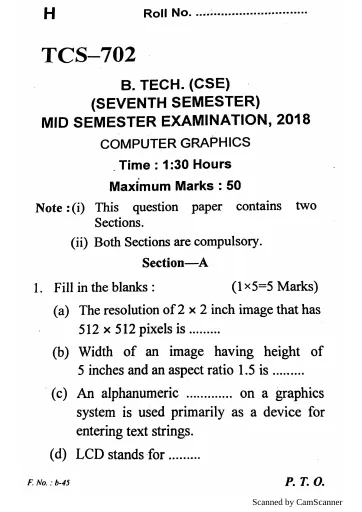 H Roll No. ................................
TCS–702
B. TECH. (CSE)
(SEVENTH SEMESTER)
MID SEMESTER EXAMINATION, 2018
COMPUTER GRAPHICS
Time : 1:30 Hours
Maximum Marks : 50
Note :(i) This question paper contains two
Sections.
(ii) Both Sections are compulsory.
Section—A
1. Fill in the blanks : (1×5=5 Marks)
(a) The resolution of 2 × 2 inch image that has
512 × 512 pixels is .........
(b) Width of an image having height of
5 inches and an aspect ratio 1.5 is .........
(c) An alphanumeric ............. on a graphics
system is used primarily as a device for
entering text strings.
(d) LCD stands for .........
F. No. : b-45 P. T. O.
Scanned by CamScanner